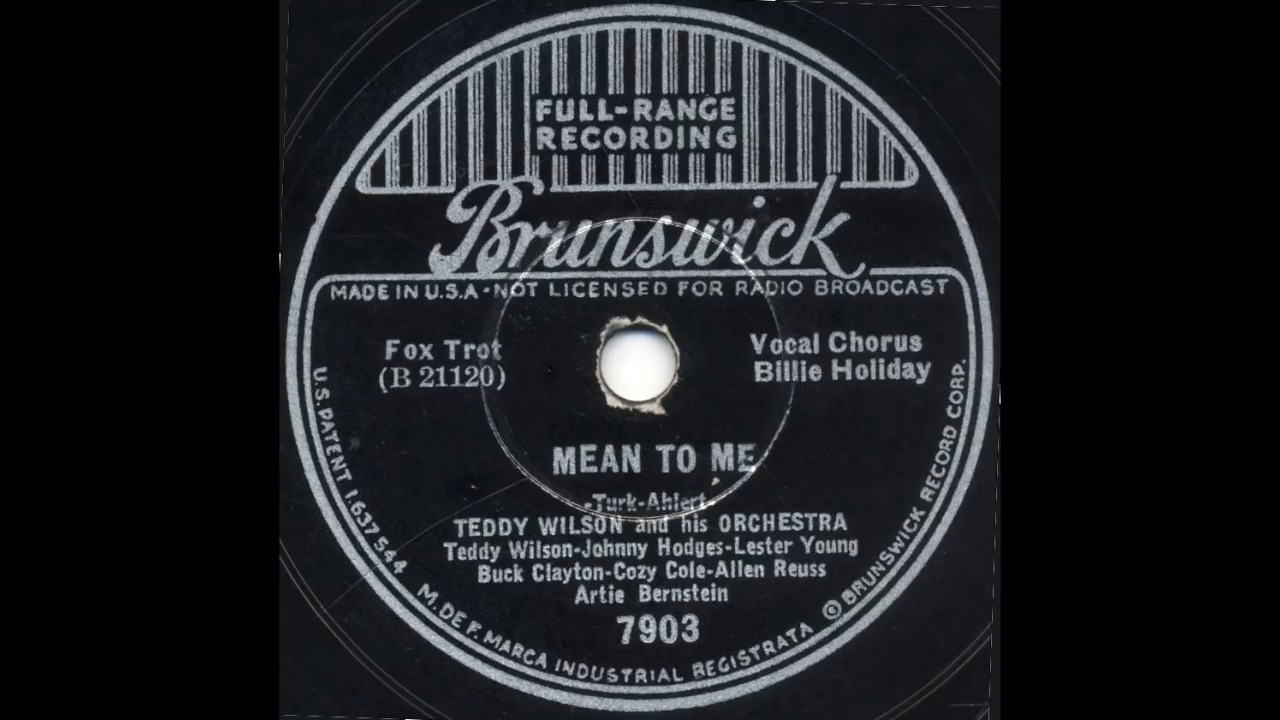 FULL-RANGE
RECORDING
Brunswick
MADE IN U.S.A-NOT LICENSED FOR RADIO BROADCAST
Fox Trot
(B 21120)
Vocal Chorus
Billie Holiday
MEAN TO ME
-Turk-Ahlert-
TEDDY WILSON and his ORCHESTRA
Teddy Wilson-Johnny Hodges-Lester Young
Buck Clayton-Cozy Cole-Allen Reuss
Artie Bernstein
7903
U.S. PATENT 1.637544 M. DE F. MARCA INDUSTRIAL REGISTRATA © BRUNSWICK RECORD CORP.